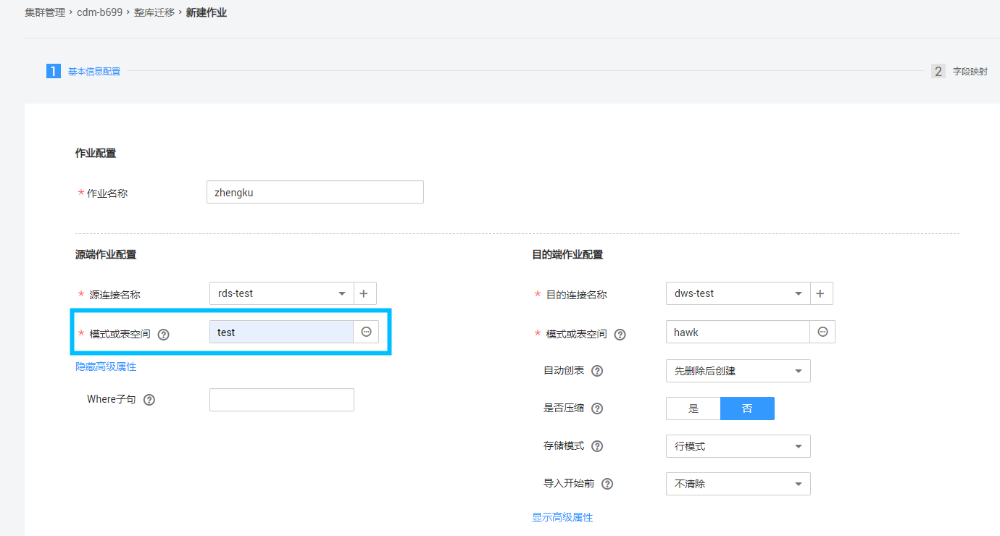 集群管理 › cdm-b699 › 整库迁移 › 新建作业
1 基本信息配置 2 字段映射
作业配置
* 作业名称 zhengku
源端作业配置 目的端作业配置
* 源连接名称 rds-test + * 目的连接名称 dws-test +
* 模式或表空间 ? test * 模式或表空间 ? hawk
隐藏高级属性 自动创表 ? 先删除后创建
Where子句 ? 是否压缩 ? 是 否
存储模式 ? 行模式
导入开始前 ? 不清除
显示高级属性